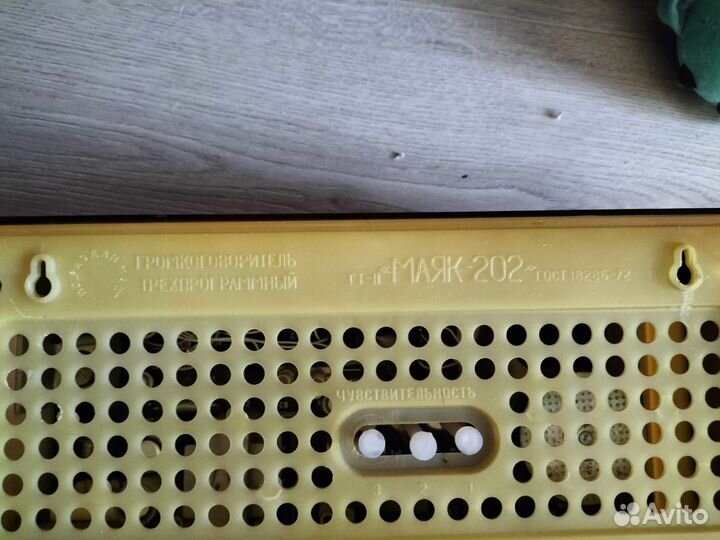 ГРОМКОГОВОРИТЕЛЬ
ТРЕХПРОГРАММНЫЙ
"МАЯК-202"
ГОСТ 18286-72
ЧУВСТВИТЕЛЬНОСТЬ
3 2 1
Avito